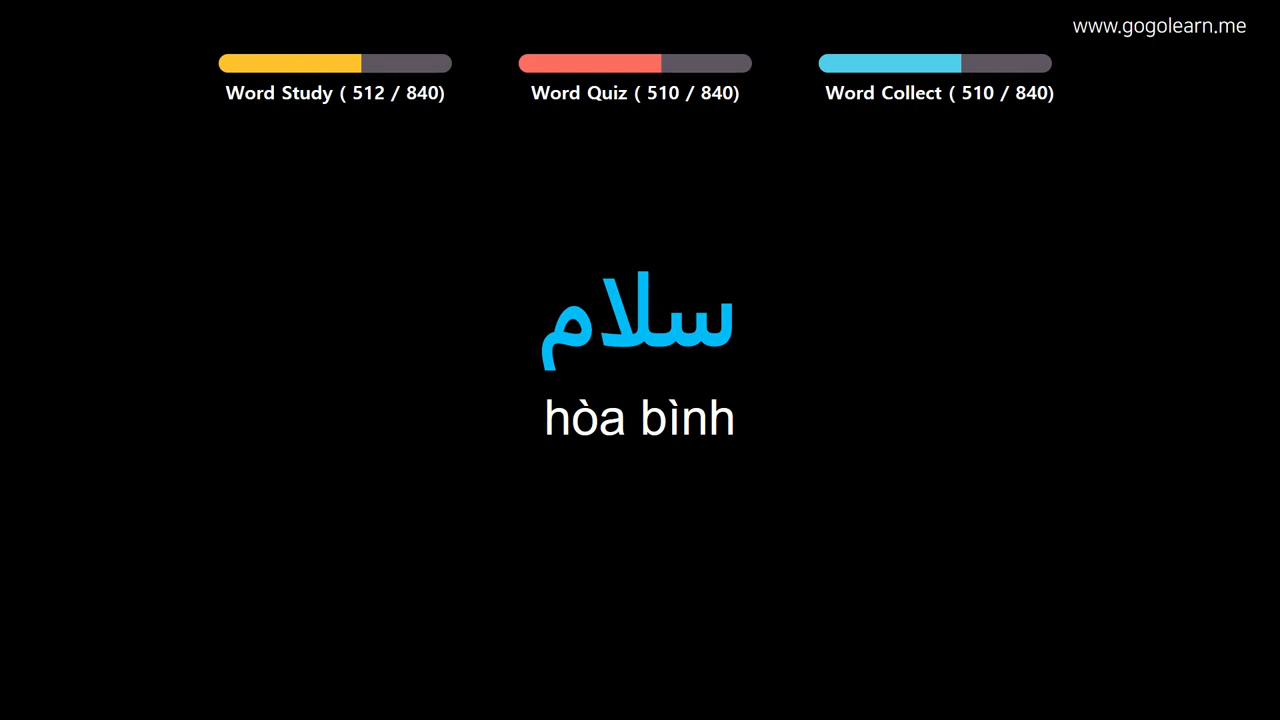 www.gogolearn.me
Word Study ( 512 / 840)
Word Quiz ( 510 / 840)
Word Collect ( 510 / 840)
سلام
hòa bình